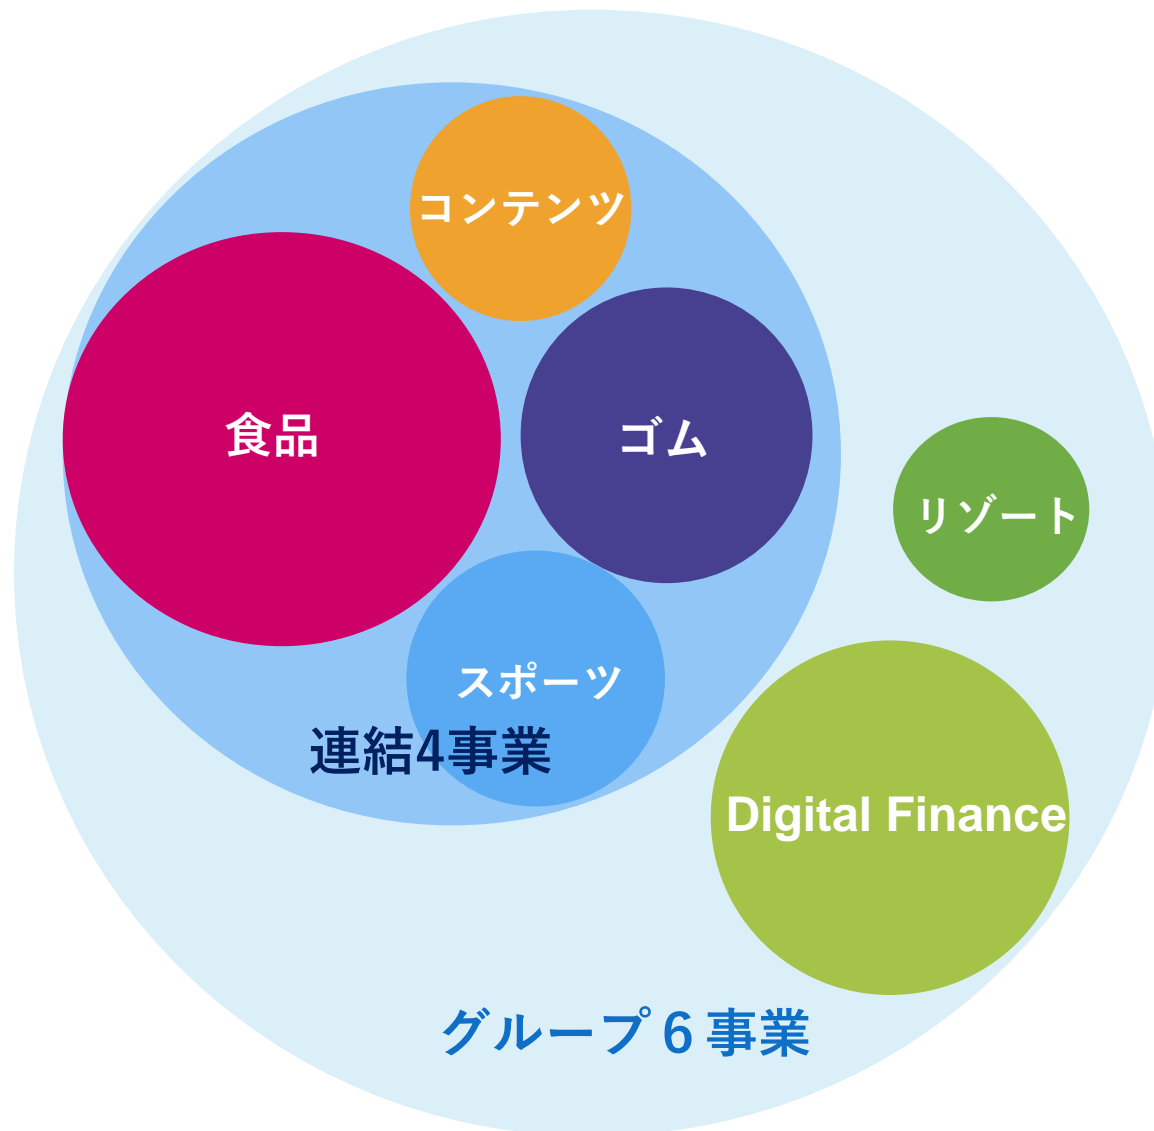 コンテンツ
食品
ゴム
リゾート
スポーツ
連結4事業
Digital Finance
グループ６事業